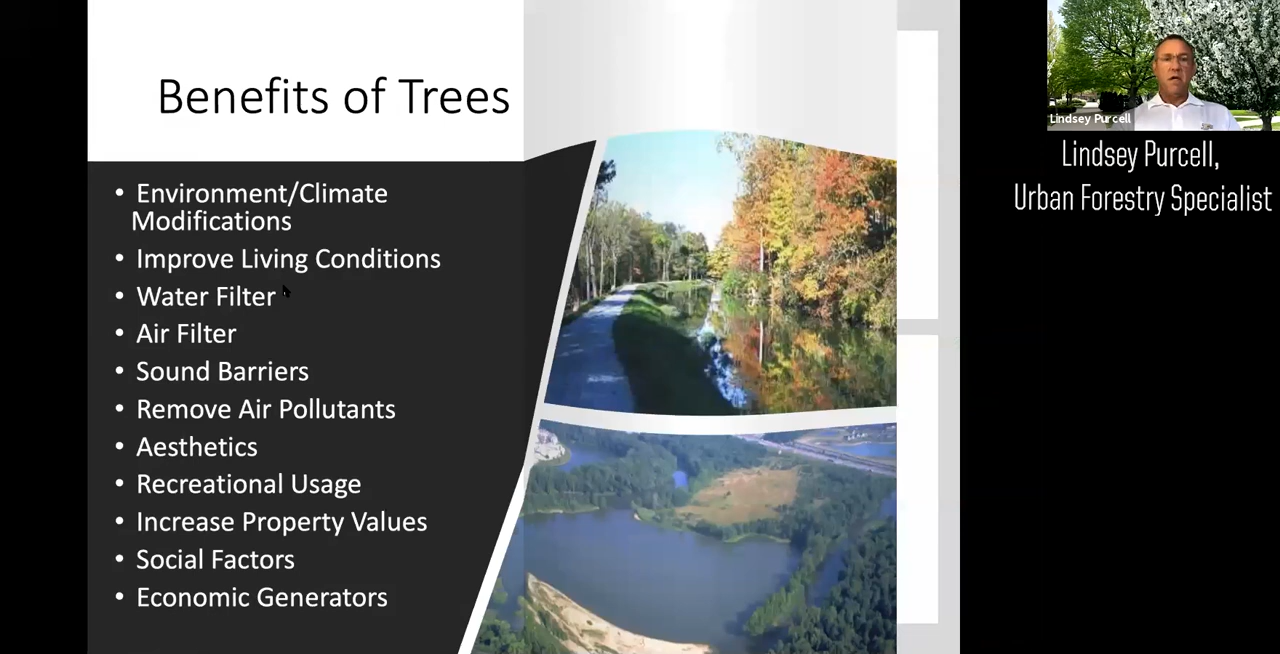 Benefits of Trees
• Environment/Climate
Modifications
• Improve Living Conditions
• Water Filter
• Air Filter
• Sound Barriers
• Remove Air Pollutants
• Aesthetics
• Recreational Usage
• Increase Property Values
• Social Factors
• Economic Generators
Lindsey Purcell
Lindsey Purcell,
Urban Forestry Specialist